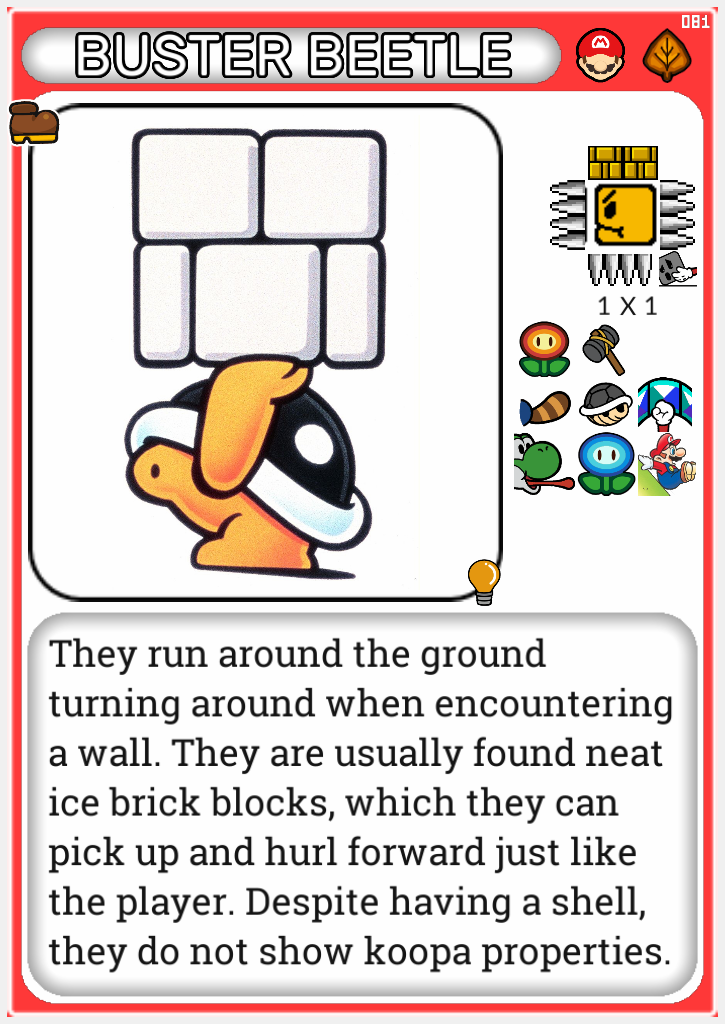 081
BUSTER BEETLE
1 X 1
They run around the ground
turning around when encountering
a wall. They are usually found neat
ice brick blocks, which they can
pick up and hurl forward just like
the player. Despite having a shell,
they do not show koopa properties.